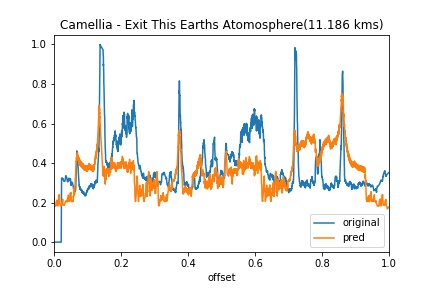 Camellia - Exit This Earths Atomosphere(11.186 kms)
1.0
0.8
0.6
0.4
0.2
0.0
0.0 0.2 0.4 0.6 0.8 1.0
offset
original
pred